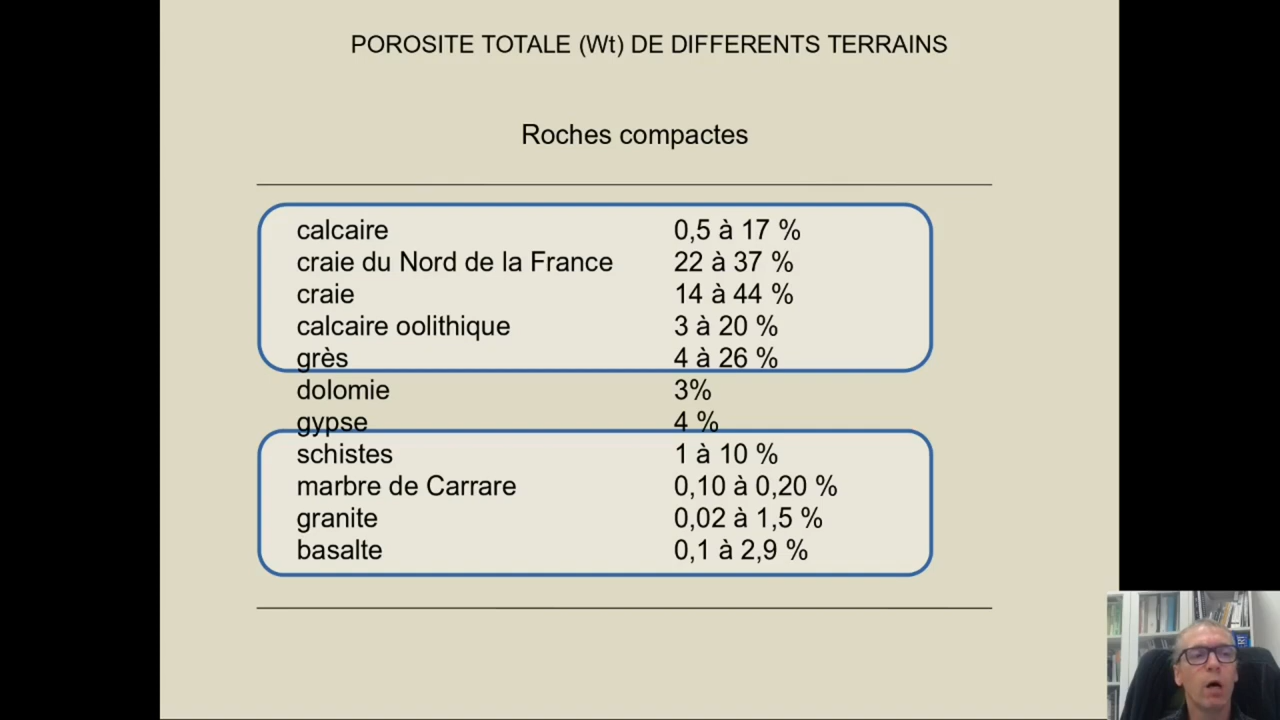 POROSITE TOTALE (Wt) DE DIFFERENTS TERRAINS
Roches compactes
calcaire 0,5 à 17 %
craie du Nord de la France 22 à 37 %
craie 14 à 44 %
calcaire oolithique 3 à 20 %
grès 4 à 26 %
dolomie 3%
gypse 4 %
schistes 1 à 10 %
marbre de Carrare 0,10 à 0,20 %
granite 0,02 à 1,5 %
basalte 0,1 à 2,9 %